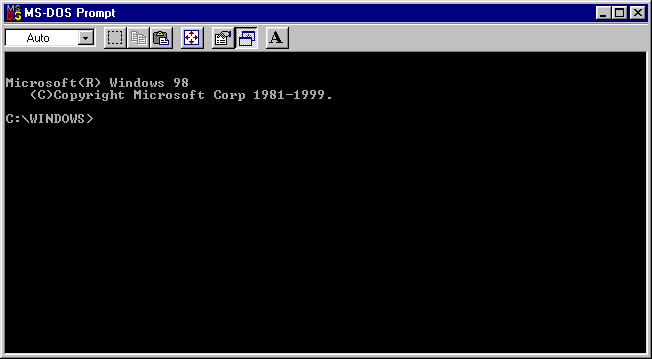 MS-DOS Prompt
Auto
A
Microsoft(R) Windows 98
(C)Copyright Microsoft Corp 1981-1999.
C:\WINDOWS>